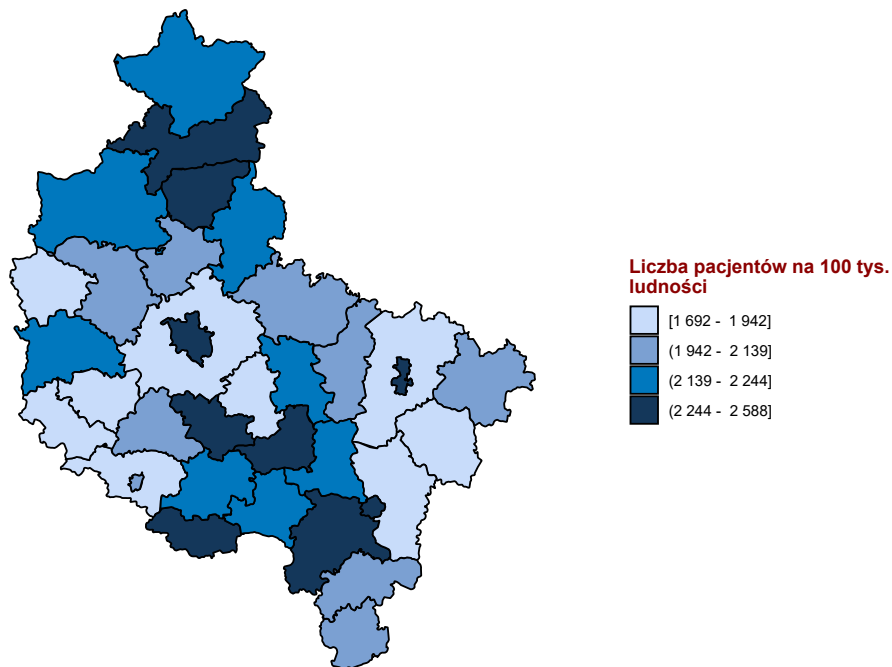 Liczba pacjentów na 100 tys.
ludności
[1 692 - 1 942]
(1 942 - 2 139]
(2 139 - 2 244]
(2 244 - 2 588]